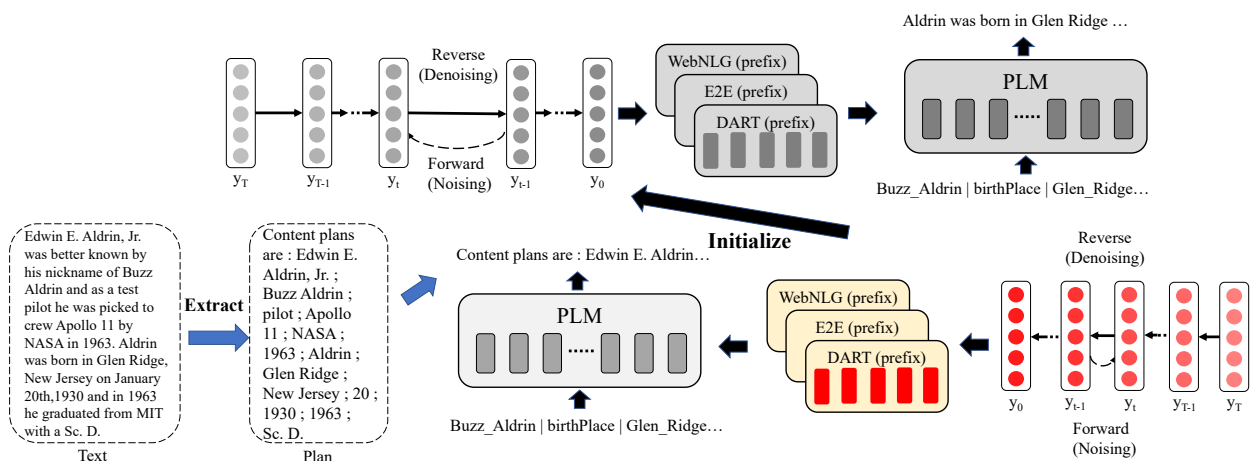 Aldrin was born in Glen Ridge …
Reverse
(Denoising)
Forward
(Noising)
y_T
y_T-1
y_t
y_t-1
y_0
WebNLG (prefix)
E2E (prefix)
DART (prefix)
PLM
Buzz_Aldrin | birthPlace | Glen_Ridge…
Initialize
Edwin E. Aldrin, Jr.
was better known by
his nickname of Buzz
Aldrin and as a test
pilot he was picked to
crew Apollo 11 by
NASA in 1963. Aldrin
was born in Glen Ridge,
New Jersey on January
20th,1930 and in 1963
he graduated from MIT
with a Sc. D.
Text
Extract
Content plans
are : Edwin E.
Aldrin, Jr. ;
Buzz Aldrin ;
pilot ; Apollo
11 ; NASA ;
1963 ; Aldrin ;
Glen Ridge ;
New Jersey ; 20 ;
1930 ; 1963 ;
Sc. D.
Plan
Content plans are : Edwin E. Aldrin…
PLM
Buzz_Aldrin | birthPlace | Glen_Ridge…
WebNLG (prefix)
E2E (prefix)
DART (prefix)
Reverse
(Denoising)
y_0
y_t-1
y_t
y_T-1
y_T
Forward
(Noising)